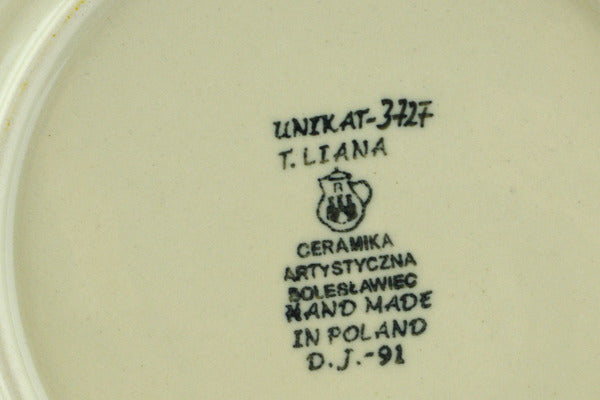 UNIKAT-3727
T. LIANA
R
CERAMIKA
ARTYSTYCZNA
BOLESŁAWIEC
HAND MADE
IN POLAND
D.J.-91